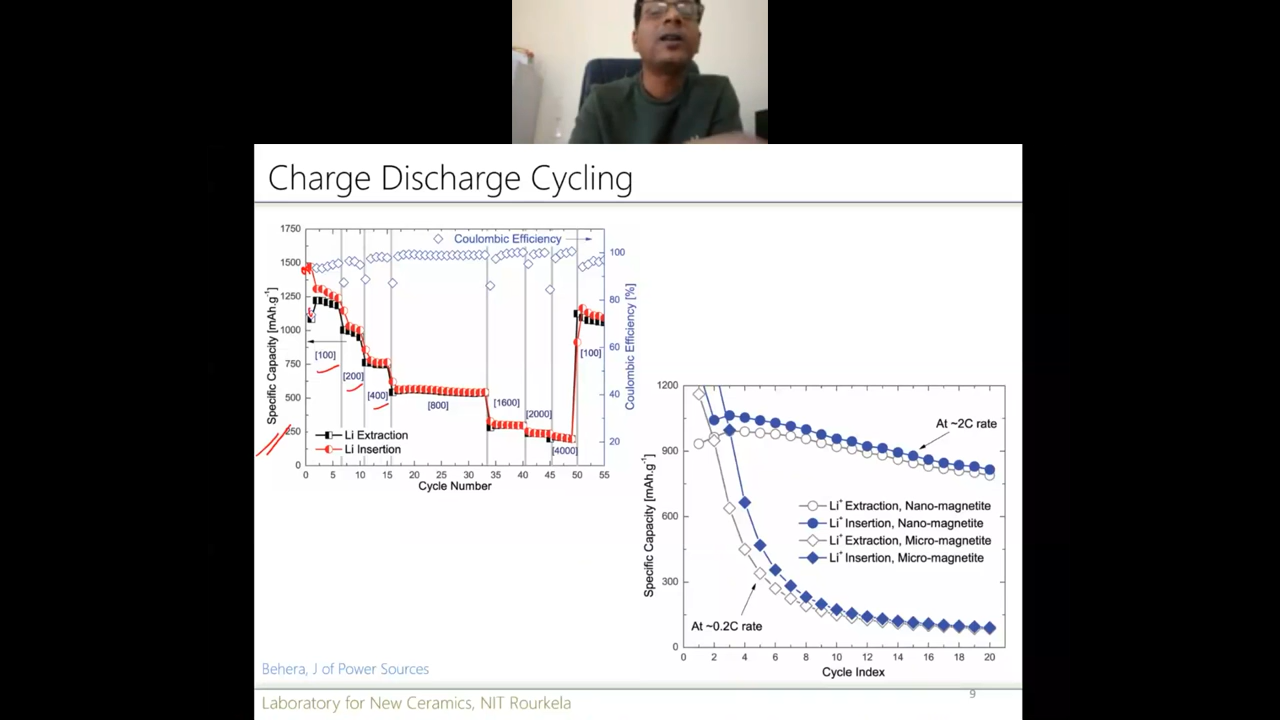 Charge Discharge Cycling
Coulombic Efficiency
Specific Capacity [mAh.g⁻¹]
1750
1500
1250
1000
750
500
250
0
[100]
[200]
[400]
[800]
[1600]
[2000]
[4000]
[100]
Li Extraction
Li Insertion
0 5 10 15 20 25 30 35 40 45 50 55
Cycle Number
100
80
60
40
20
Coulombic Efficiency [%]
Specific Capacity [mAh.g⁻¹]
1200
900
600
300
0
At ~2C rate
Li⁺ Extraction, Nano-magnetite
Li⁺ Insertion, Nano-magnetite
Li⁺ Extraction, Micro-magnetite
Li⁺ Insertion, Micro-magnetite
At ~0.2C rate
0 2 4 6 8 10 12 14 16 18 20
Cycle Index
Behera, J of Power Sources
Laboratory for New Ceramics, NIT Rourkela
9